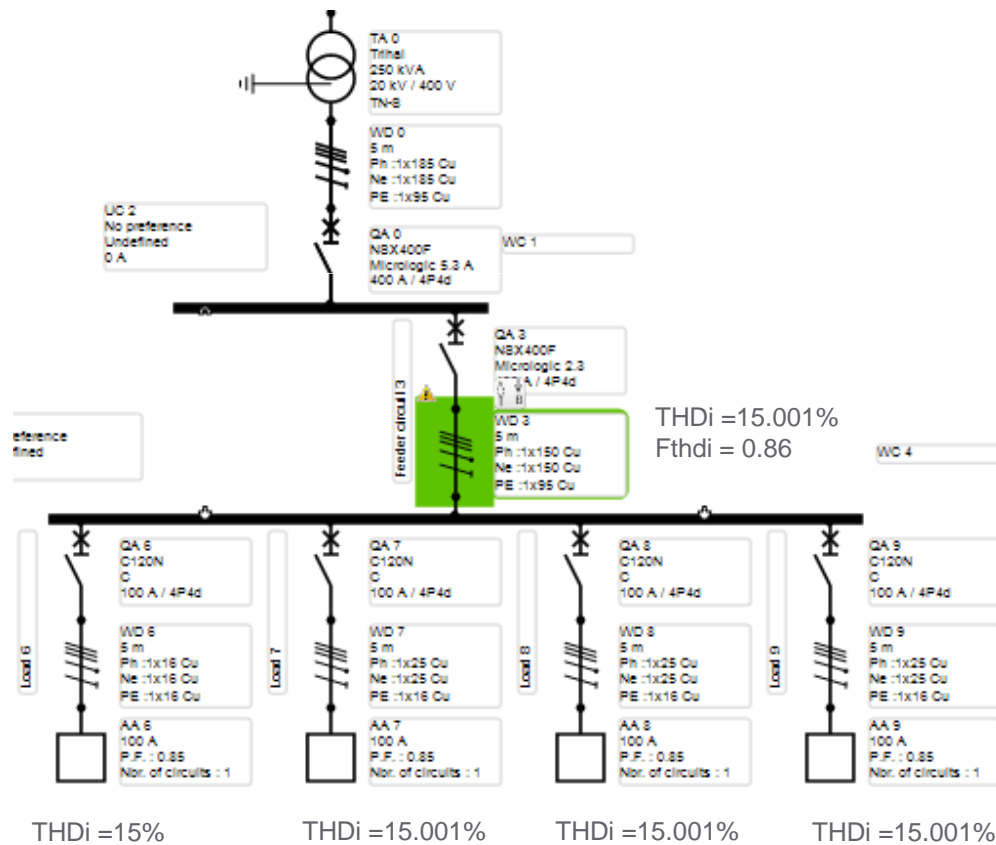 TA 0
Trihal
250 kVA
20 kV / 400 V
TN-S
WD 0
5 m
Ph :1x185 Cu
Ne :1x185 Cu
PE :1x95 Cu
UC 2
No preference
Undefined
0 A
QA 0
NSX400F
Micrologic 5.3 A
400 A / 4P4d
WC 1
Feeder circuit 3
QA 3
NSX400F
Micrologic 2.3
A / 4P4d
WD 3
5 m
Ph :1x150 Cu
Ne :1x150 Cu
PE :1x95 Cu
THDi =15.001%
Fthdi = 0.86
eference
fined
WC 4
Load 6
QA 6
C120N
C
100 A / 4P4d
WD 6
5 m
Ph :1x16 Cu
Ne :1x16 Cu
PE :1x16 Cu
AA 6
100 A
P.F. : 0.85
Nbr. of circuits : 1
THDi =15%
Load 7
QA 7
C120N
C
100 A / 4P4d
WD 7
5 m
Ph :1x25 Cu
Ne :1x25 Cu
PE :1x16 Cu
AA 7
100 A
P.F. : 0.85
Nbr. of circuits : 1
THDi =15.001%
Load 8
QA 8
C120N
C
100 A / 4P4d
WD 8
5 m
Ph :1x25 Cu
Ne :1x25 Cu
PE :1x16 Cu
AA 8
100 A
P.F. : 0.85
Nbr. of circuits : 1
THDi =15.001%
Load 9
QA 9
C120N
C
100 A / 4P4d
WD 9
5 m
Ph :1x25 Cu
Ne :1x25 Cu
PE :1x16 Cu
AA 9
100 A
P.F. : 0.85
Nbr. of circuits : 1
THDi =15.001%